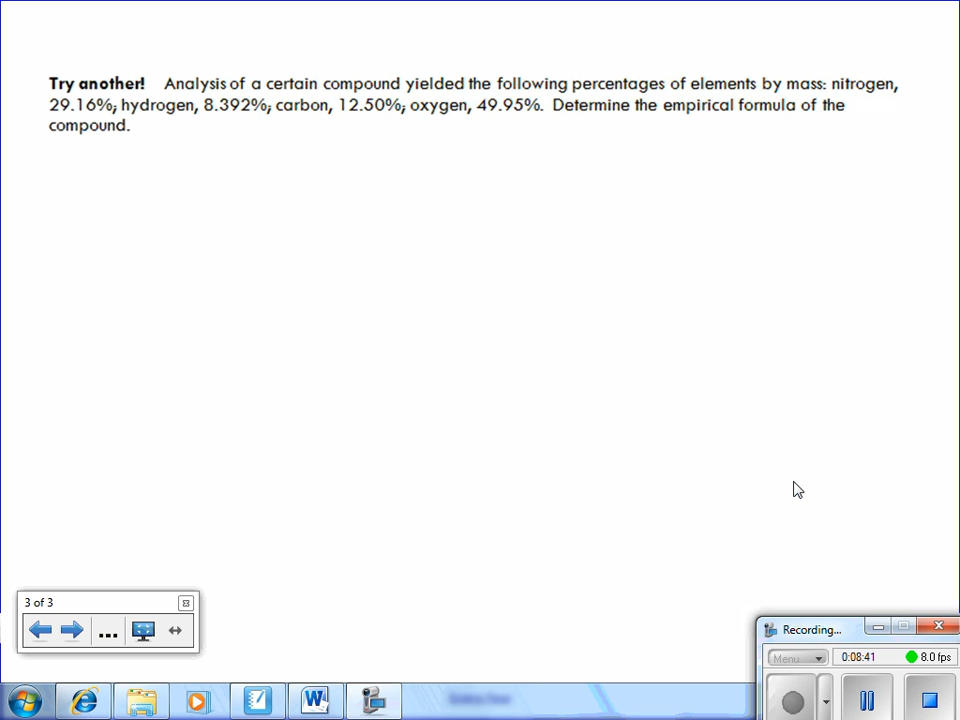 Try another! Analysis of a certain compound yielded the following percentages of elements by mass: nitrogen,
29.16%; hydrogen, 8.392%; carbon, 12.50%; oxygen, 49.95%. Determine the empirical formula of the
compound.
3 of 3
...
Recording...
Menu
0:08:41
8.0 fps